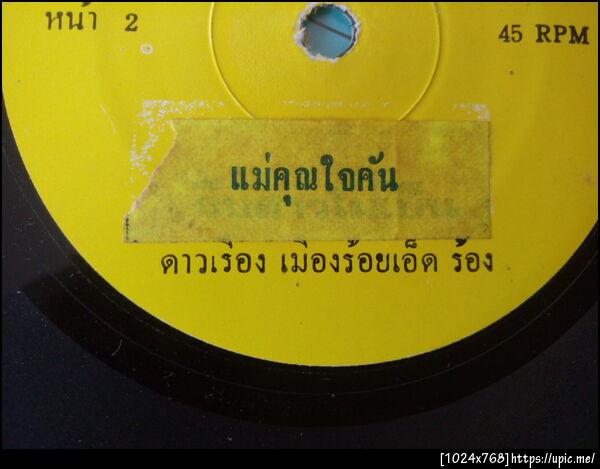 หน้า 2
45 RPM
แม่คุณใจคัน
ดาวเรือง เมืองร้อยเอ็ด ร้อง
[1024x768]https://upic.me/